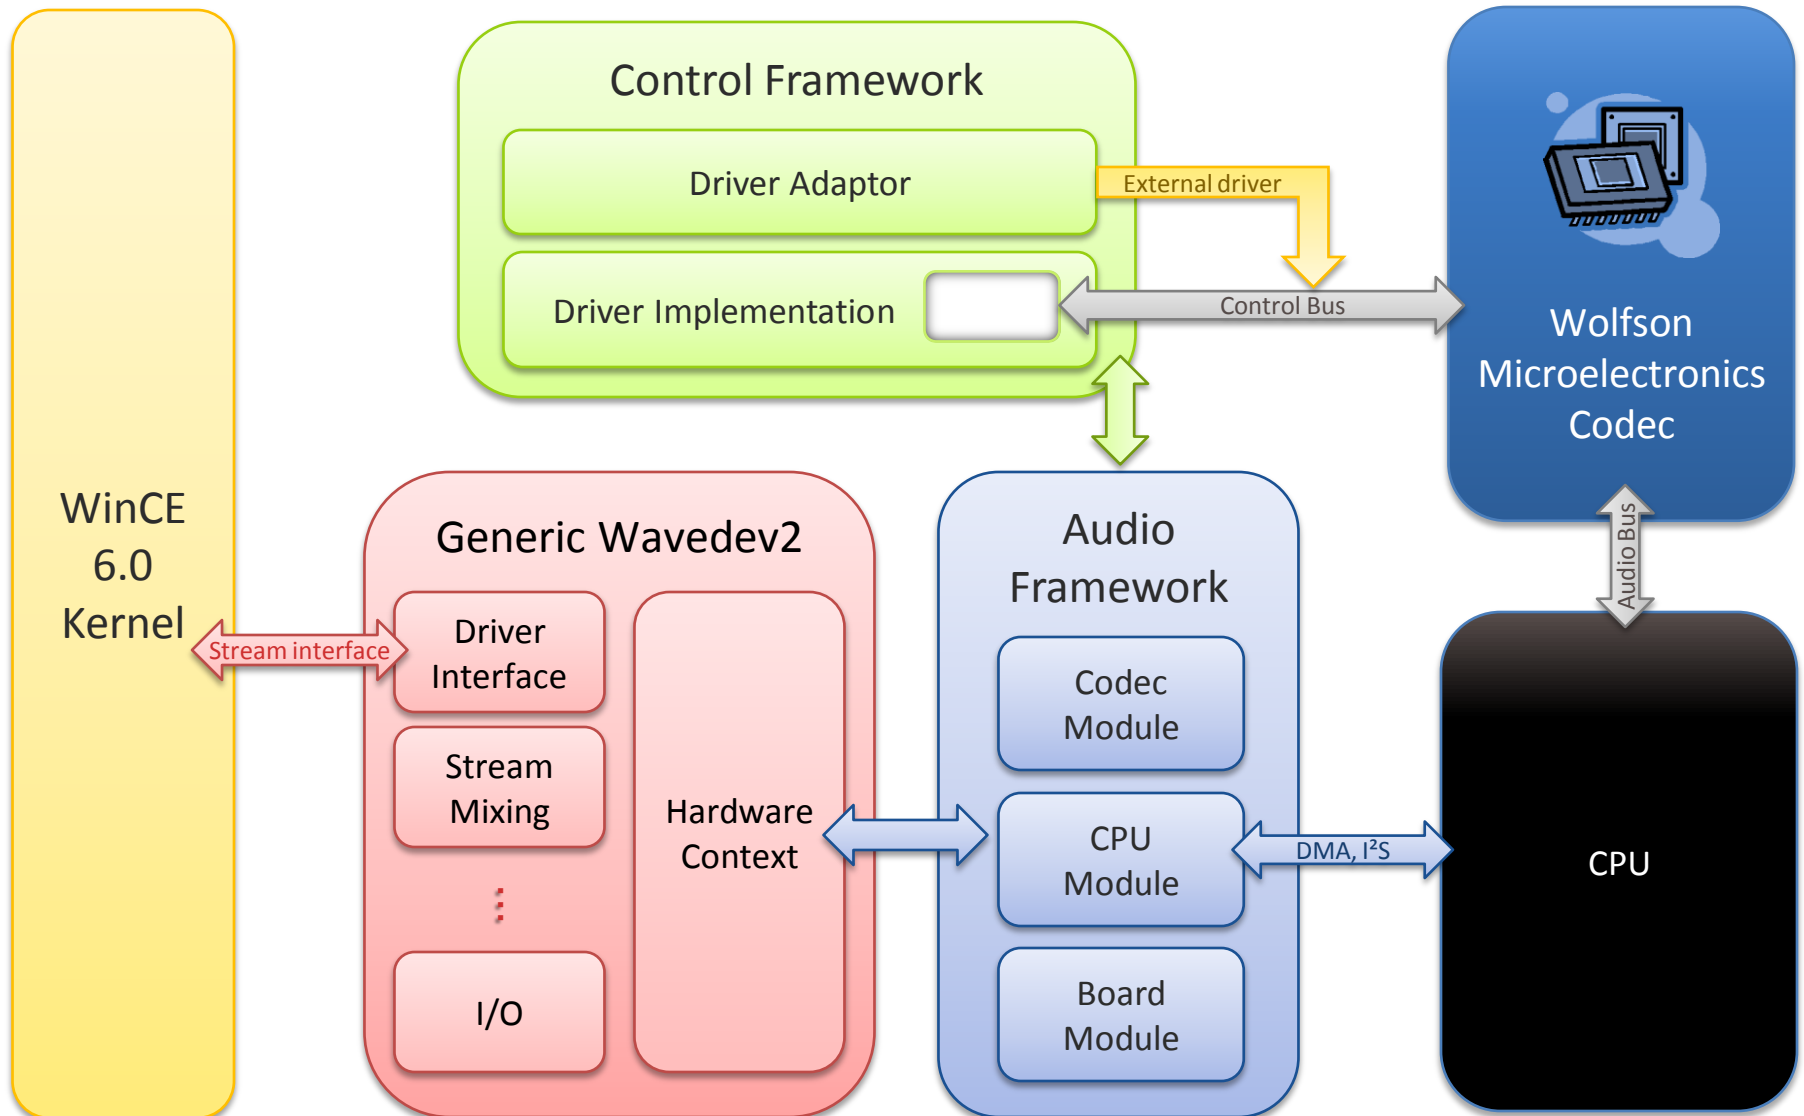 Control Framework
Driver Adaptor
External driver
Driver Implementation
Control Bus
Wolfson
Microelectronics
Codec
WinCE
6.0
Kernel
Stream interface
Generic Wavedev2
Driver
Interface
Stream
Mixing
I/O
Hardware
Context
Audio
Framework
Codec
Module
CPU
Module
Board
Module
DMA, I²S
Audio Bus
CPU